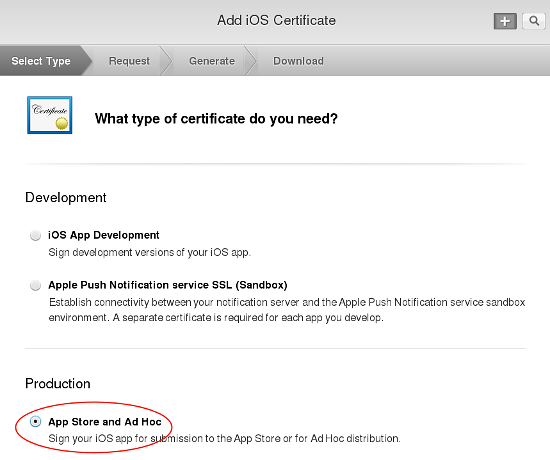 Add iOS Certificate
Select Type
Request
Generate
Download
Certificate
What type of certificate do you need?
Development
iOS App Development
Sign development versions of your iOS app.
Apple Push Notification service SSL (Sandbox)
Establish connectivity between your notification server and the Apple Push Notification service sandbox
environment. A separate certificate is required for each app you develop.
Production
App Store and Ad Hoc
Sign your iOS app for submission to the App Store or for Ad Hoc distribution.